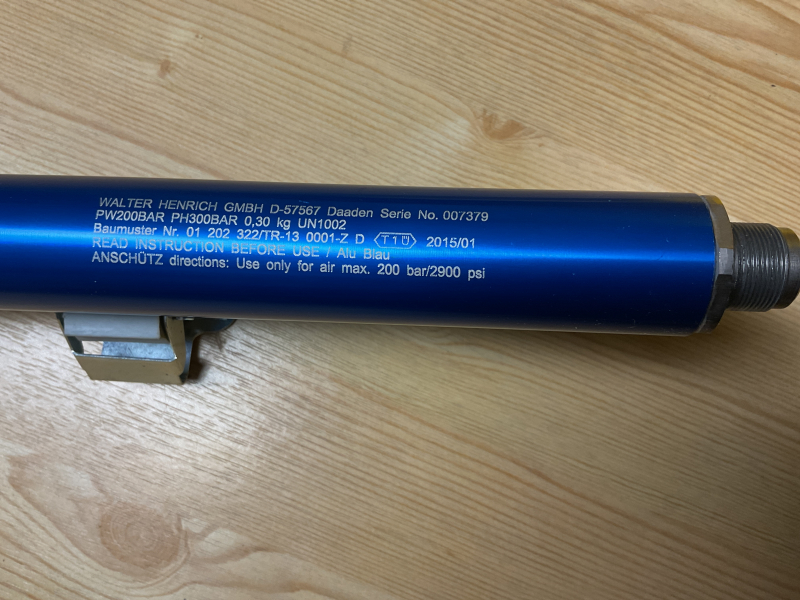 WALTER HENRICH GMBH D-57567 Daaden Serie No. 007379
PW200BAR PH300BAR 0,30 kg UN1002
Baumuster Nr. 01 202 322/TR-13 0001-Z D 2015/01
READ INSTRUCTION BEFORE USE / Alu Blau
ANSCHÜTZ directions: Use only for air max. 200 bar/2900 psi